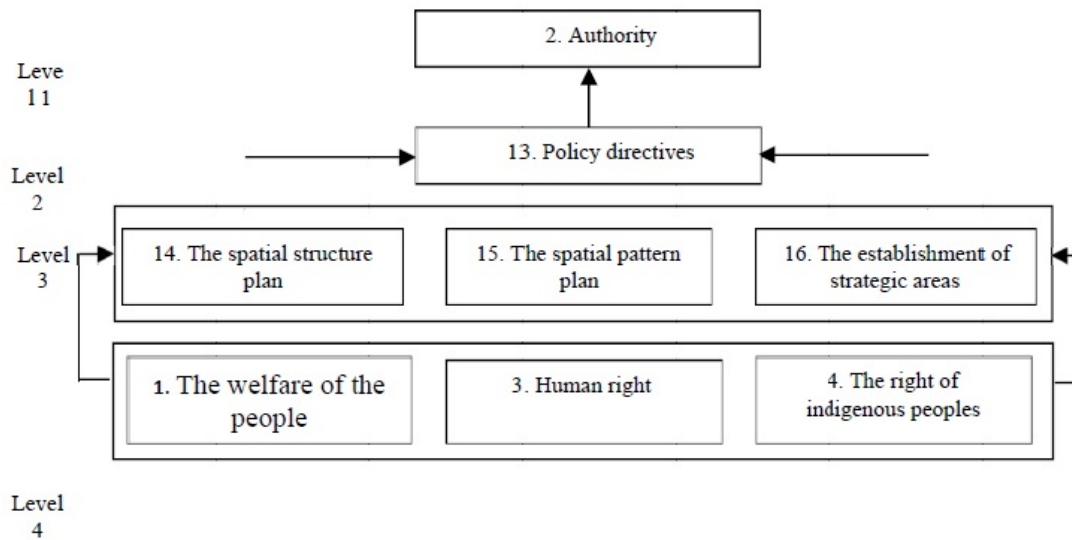 2. Authority
Leve
l 1
13. Policy directives
Level
2
Level
3
14. The spatial structure
plan
15. The spatial pattern
plan
16. The establishment of
strategic areas
1. The welfare of the
people
3. Human right
4. The right of
indigenous peoples
Level
4